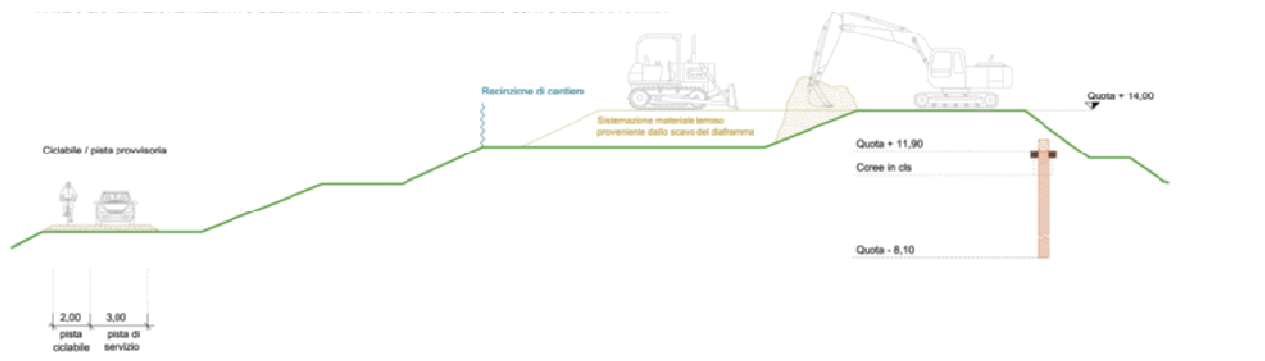 Recinzione di cantiere
Quota + 14,00
Sistemazione materiale terroso
proveniente dallo scavo del diaframma
Ciclabile / pista provvisoria
Quota + 11,90
Coree in cls
Quota - 8,10
2,00 3,00
pista pista di
ciclabile servizio